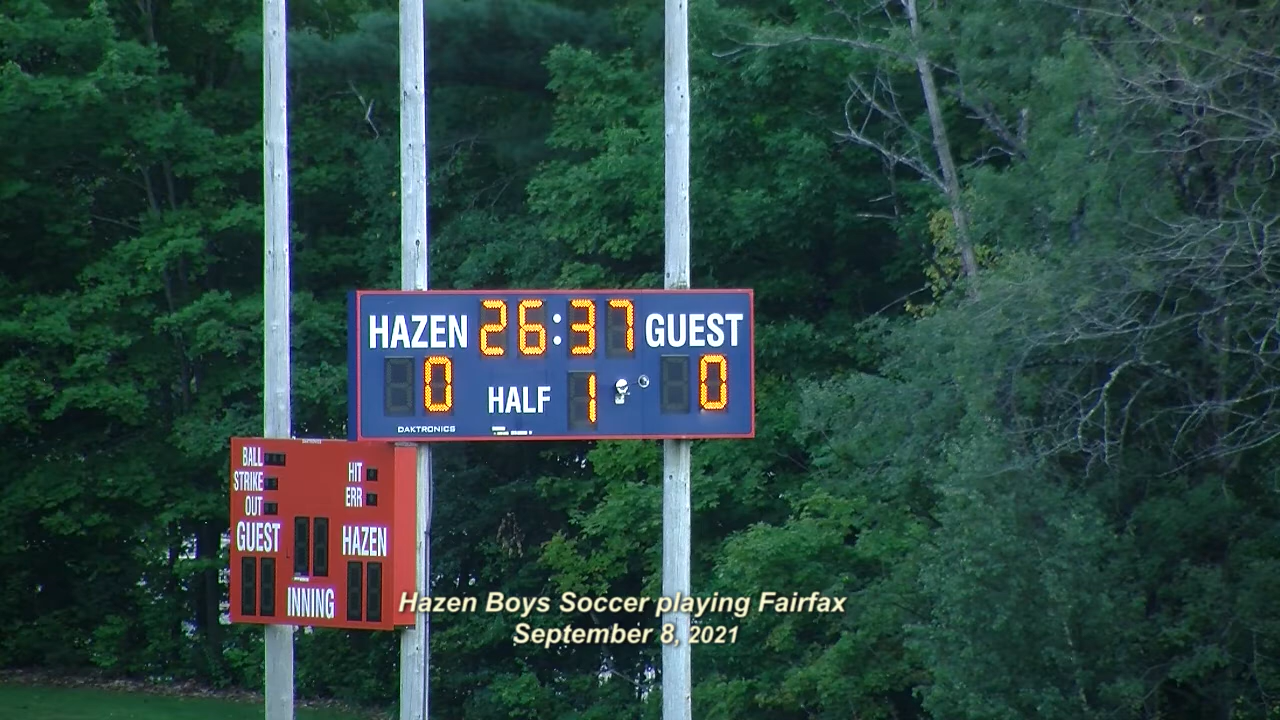 HAZEN 26:37 GUEST
0 HALF 1 0
DAKTRONICS
BALL HIT
STRIKE ERR
OUT
GUEST HAZEN
INNING
Hazen Boys Soccer playing Fairfax
September 8, 2021